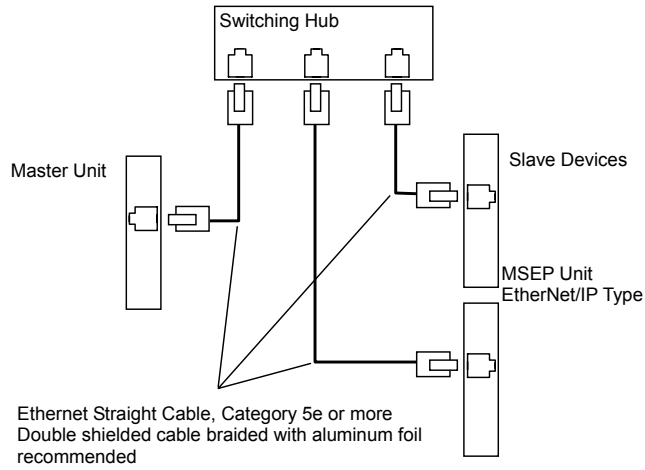 Switching Hub
Master Unit
Slave Devices
MSEP Unit
EtherNet/IP Type
Ethernet Straight Cable, Category 5e or more
Double shielded cable braided with aluminum foil
recommended